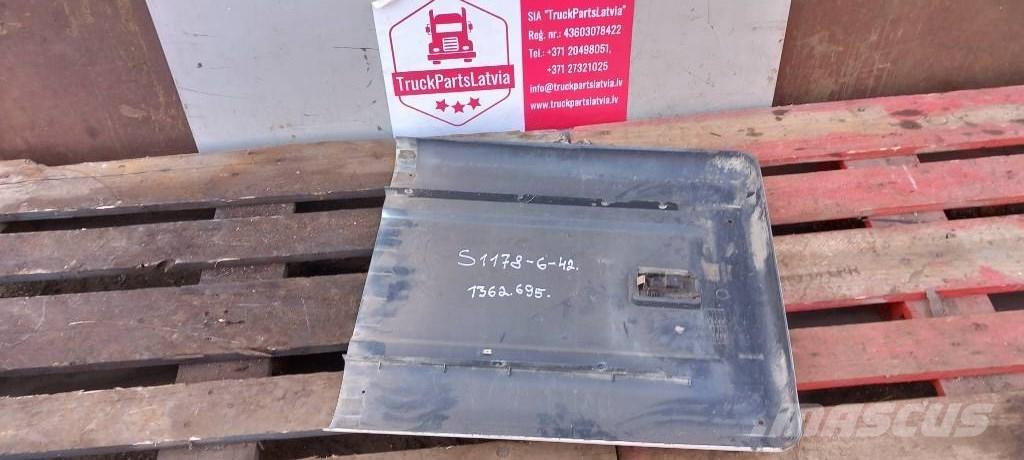 TruckPartsLatvia
SIA "TruckPartsLatvia"
Reģ. nr.: 43603078422
Tel.: +371 20498051,
+371 27321025
info@truckpartslatvia.lv
www.truckpartslatvia.lv
S1178-6-42.
1362.695.
MASCUS